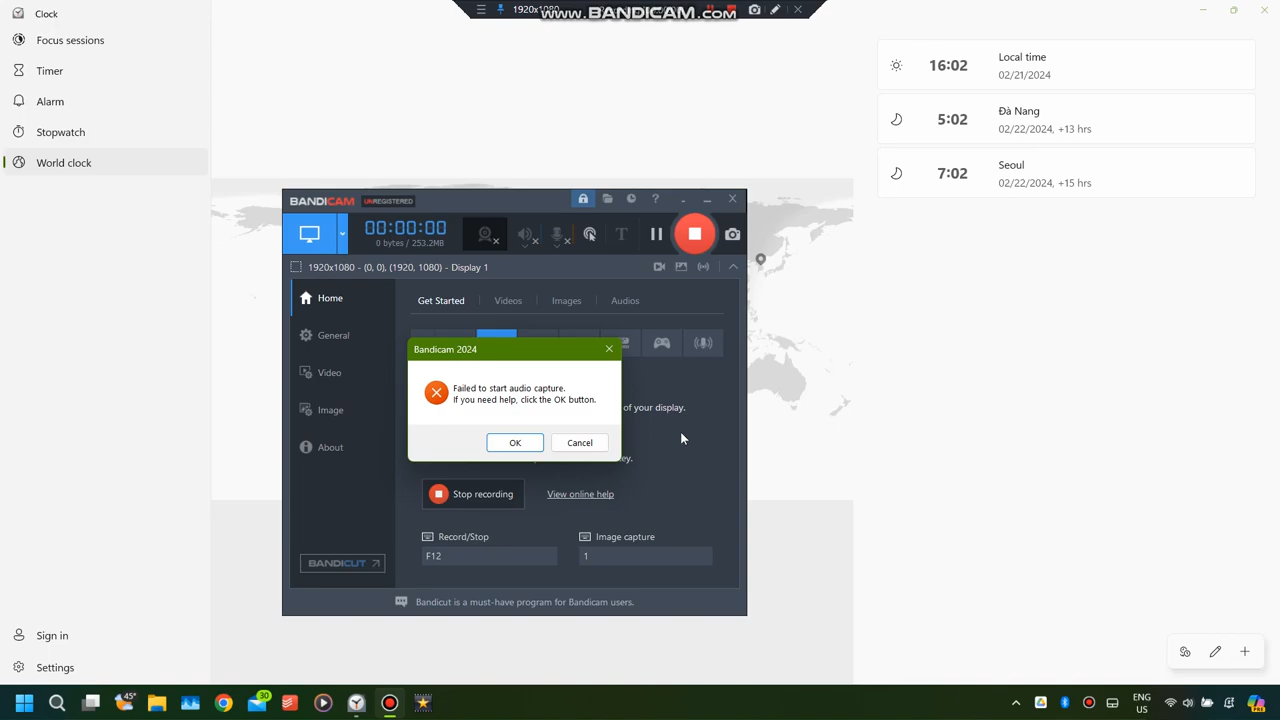 Clock
1920x1080
www.BANDICAM.com
Focus sessions
Timer
Alarm
Stopwatch
World clock
16:02
Local time
02/21/2024
5:02
Đà Nang
02/22/2024, +13 hrs
7:02
Seoul
02/22/2024, +15 hrs
BANDICAM UNREGISTERED
?
00:00:00
0 bytes / 253.2MB
T
1920x1080 - (0, 0), (1920, 1080) - Display 1
Home
General
Video
Image
About
Get Started
Videos
Images
Audios
Bandicam 2024
Failed to start audio capture.
If you need help, click the OK button.
OK
Cancel
of your display.
Stop recording
View online help
Record/Stop
F12
Image capture
1
BANDICUT
Bandicut is a must-have program for Bandicam users.
Sign in
Settings
45°
30
ENG
US
PRE